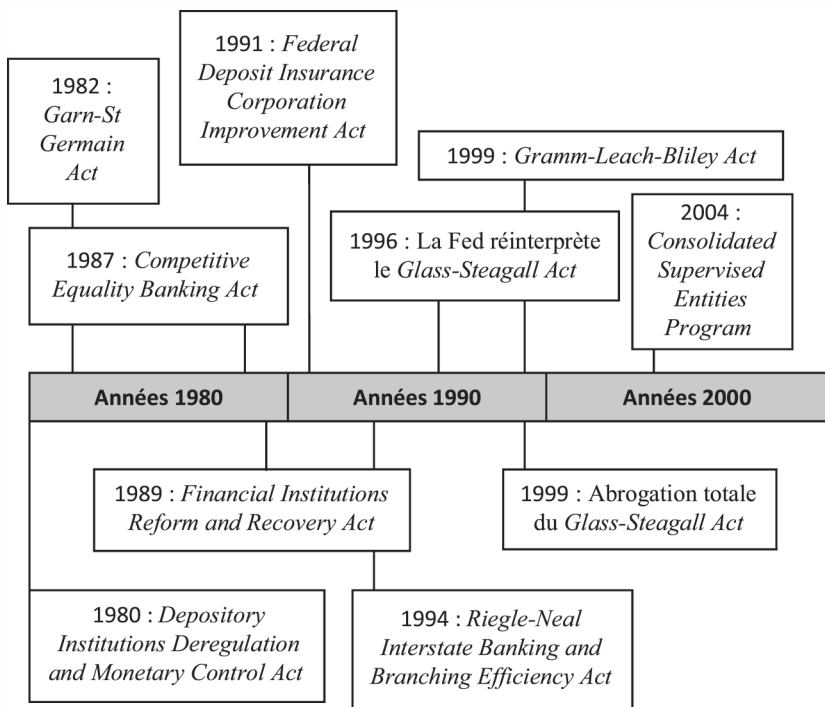 1991 : Federal
Deposit Insurance
Corporation
Improvement Act
1982 :
Garn-St
Germain
Act
1999 : Gramm-Leach-Bliley Act
2004 :
Consolidated
Supervised
Entities
Program
1987 : Competitive
Equality Banking Act
1996 : La Fed réinterprète
le Glass-Steagall Act
Années 1980
Années 1990
Années 2000
1989 : Financial Institutions
Reform and Recovery Act
1999 : Abrogation totale
du Glass-Steagall Act
1980 : Depository
Institutions Deregulation
and Monetary Control Act
1994 : Riegle-Neal
Interstate Banking and
Branching Efficiency Act